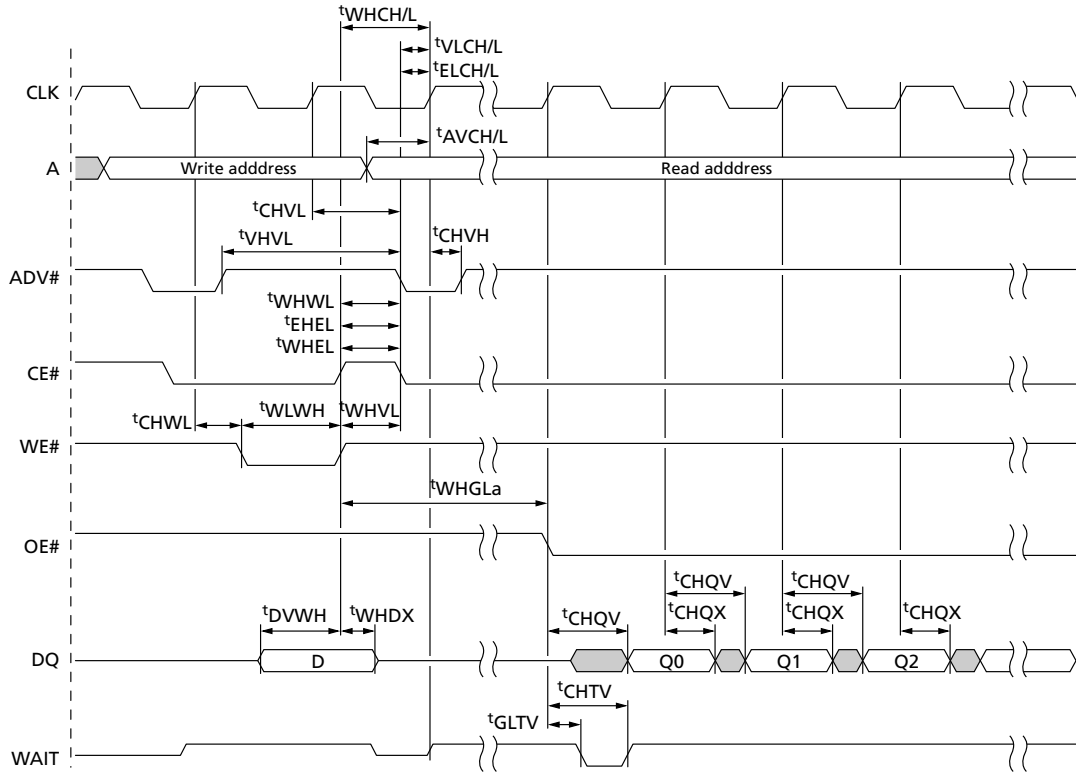 tWHCH/L
tVLCH/L
tELCH/L
CLK
tAVCH/L
A Write adddress Read adddress
tCHVL
tVHVL tCHVH
ADV#
tWHWL
tEHEL
tWHEL
CE#
tCHWL tWLWH tWHVL
WE#
tWHGLa
OE#
tCHQV tCHQV
tDVWH tWHDX tCHQV tCHQX tCHQX tCHQX
DQ D Q0 Q1 Q2
tCHTV
tGLTV
WAIT